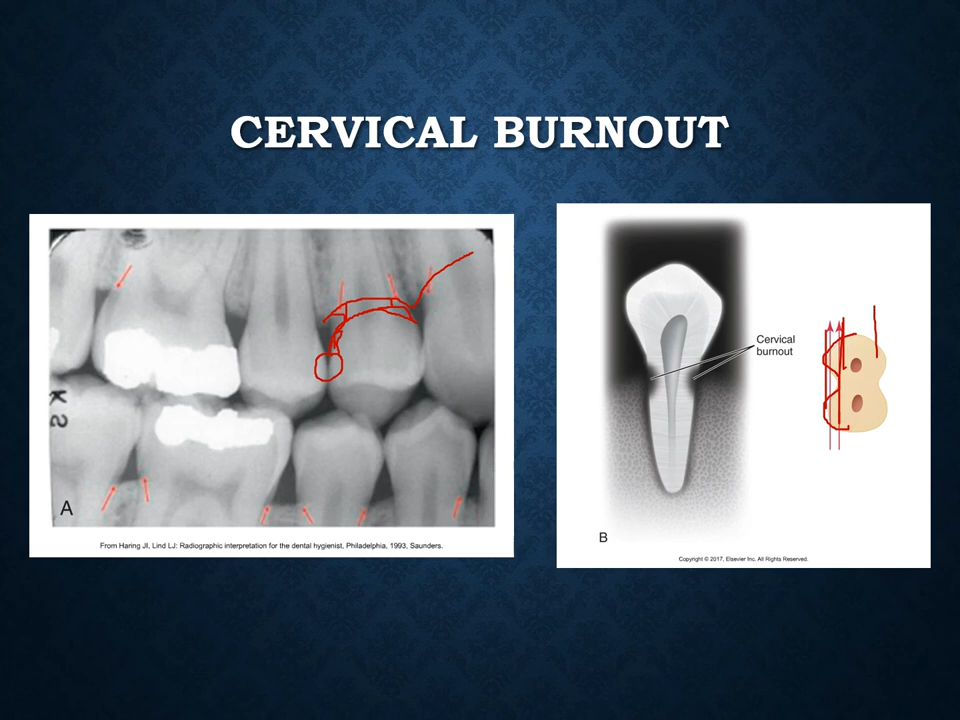 CERVICAL BURNOUT
A
From Haring JI, Lind LJ: Radiographic interpretation for the dental hygienist, Philadelphia, 1993, Saunders.
Cervical
burnout
B
Copyright © 2017, Elsevier Inc. All Rights Reserved.